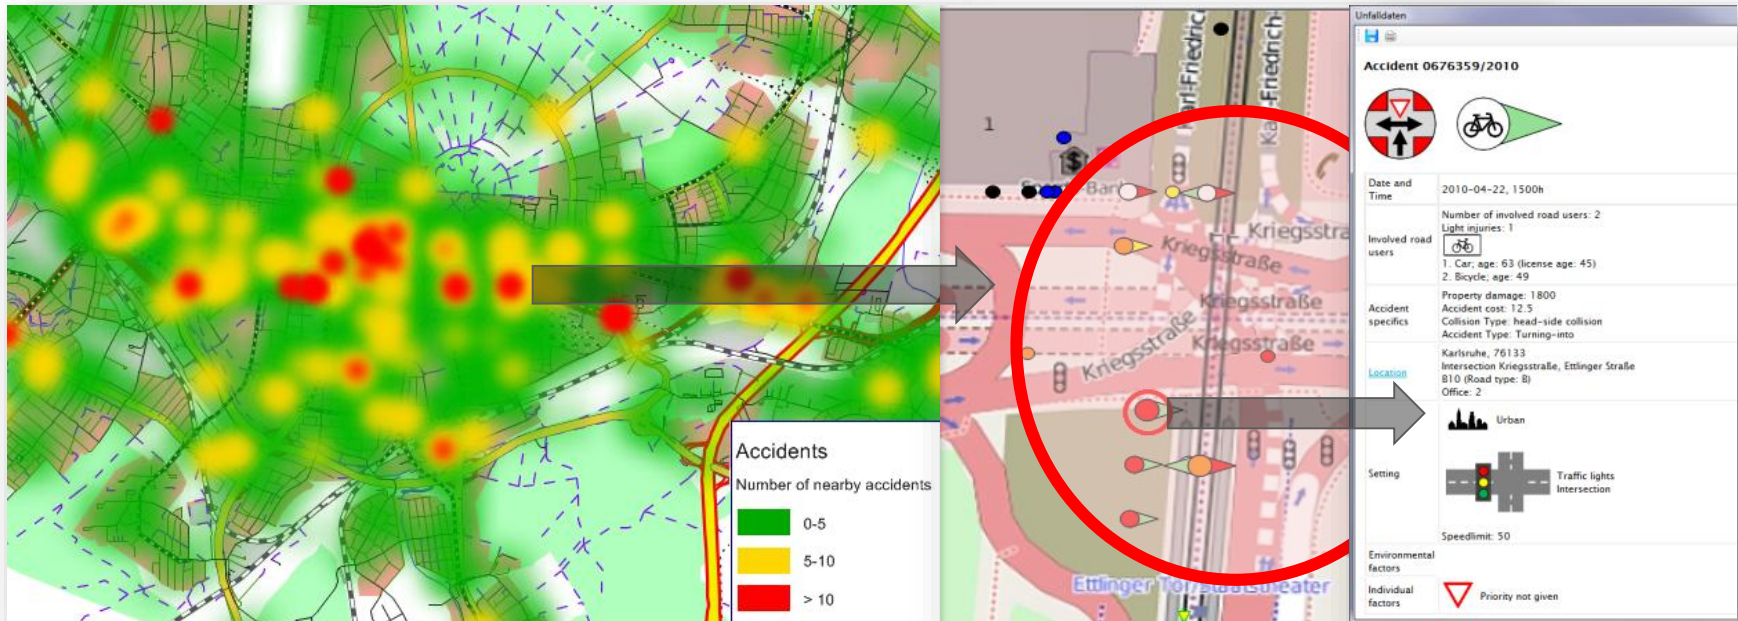 Accidents
Number of nearby accidents
0-5
5-10
> 10
1
Karl-Friedrich-
Kriegsstra
Kriegsstraße
Kriegsstraße
Kriegsstraße
Kriegsstraße
Ettlinger Tor/Staatstheater
Unfalldaten
Accident 0676359/2010
Date and
Time
2010-04-22, 1500h
Involved road
users
Number of involved road users: 2
Light injuries: 1
1. Car; age: 63 (license age: 45)
2. Bicycle; age: 49
Accident
specifics
Property damage: 1800
Accident cost: 12.5
Collision Type: head-side collision
Accident Type: Turning-into
Location
Karlsruhe, 76133
Intersection Kriegsstraße, Ettlinger Straße
B10 (Road type: B)
Office: 2
Setting
Urban
Traffic lights
Intersection
Speedlimit: 50
Environmental
factors
Individual
factors
Priority not given